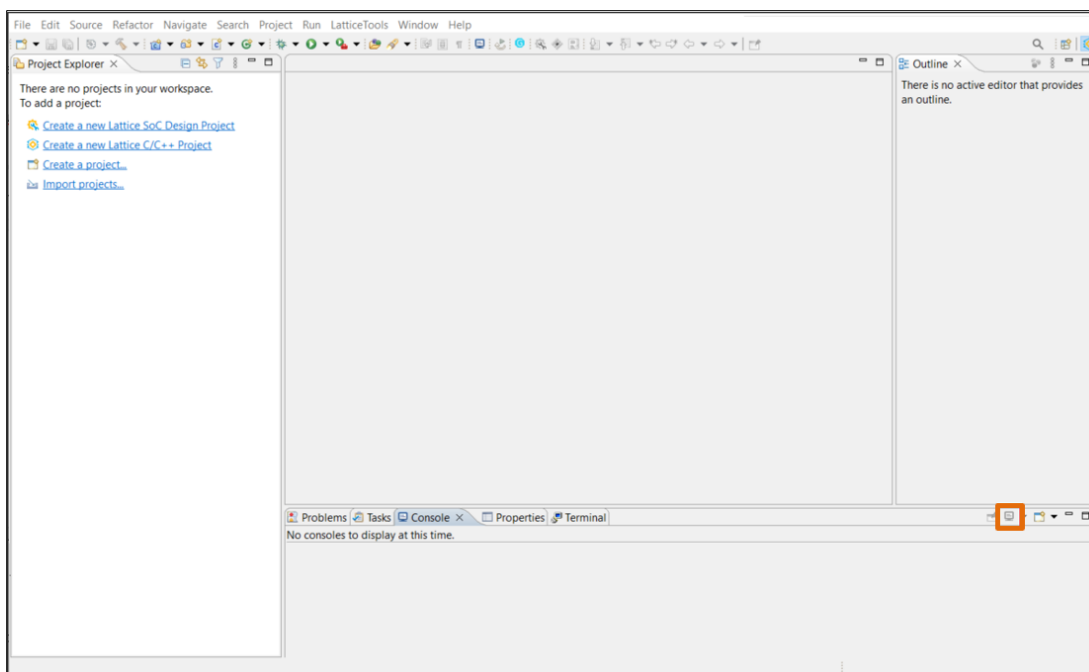 File Edit Source Refactor Navigate Search Project Run LatticeTools Window Help
Project Explorer
There are no projects in your workspace.
To add a project:
Create a new Lattice SoC Design Project
Create a new Lattice C/C++ Project
Create a project...
Import projects...
Outline
There is no active editor that provides
an outline.
Problems Tasks Console Properties Terminal
No consoles to display at this time.